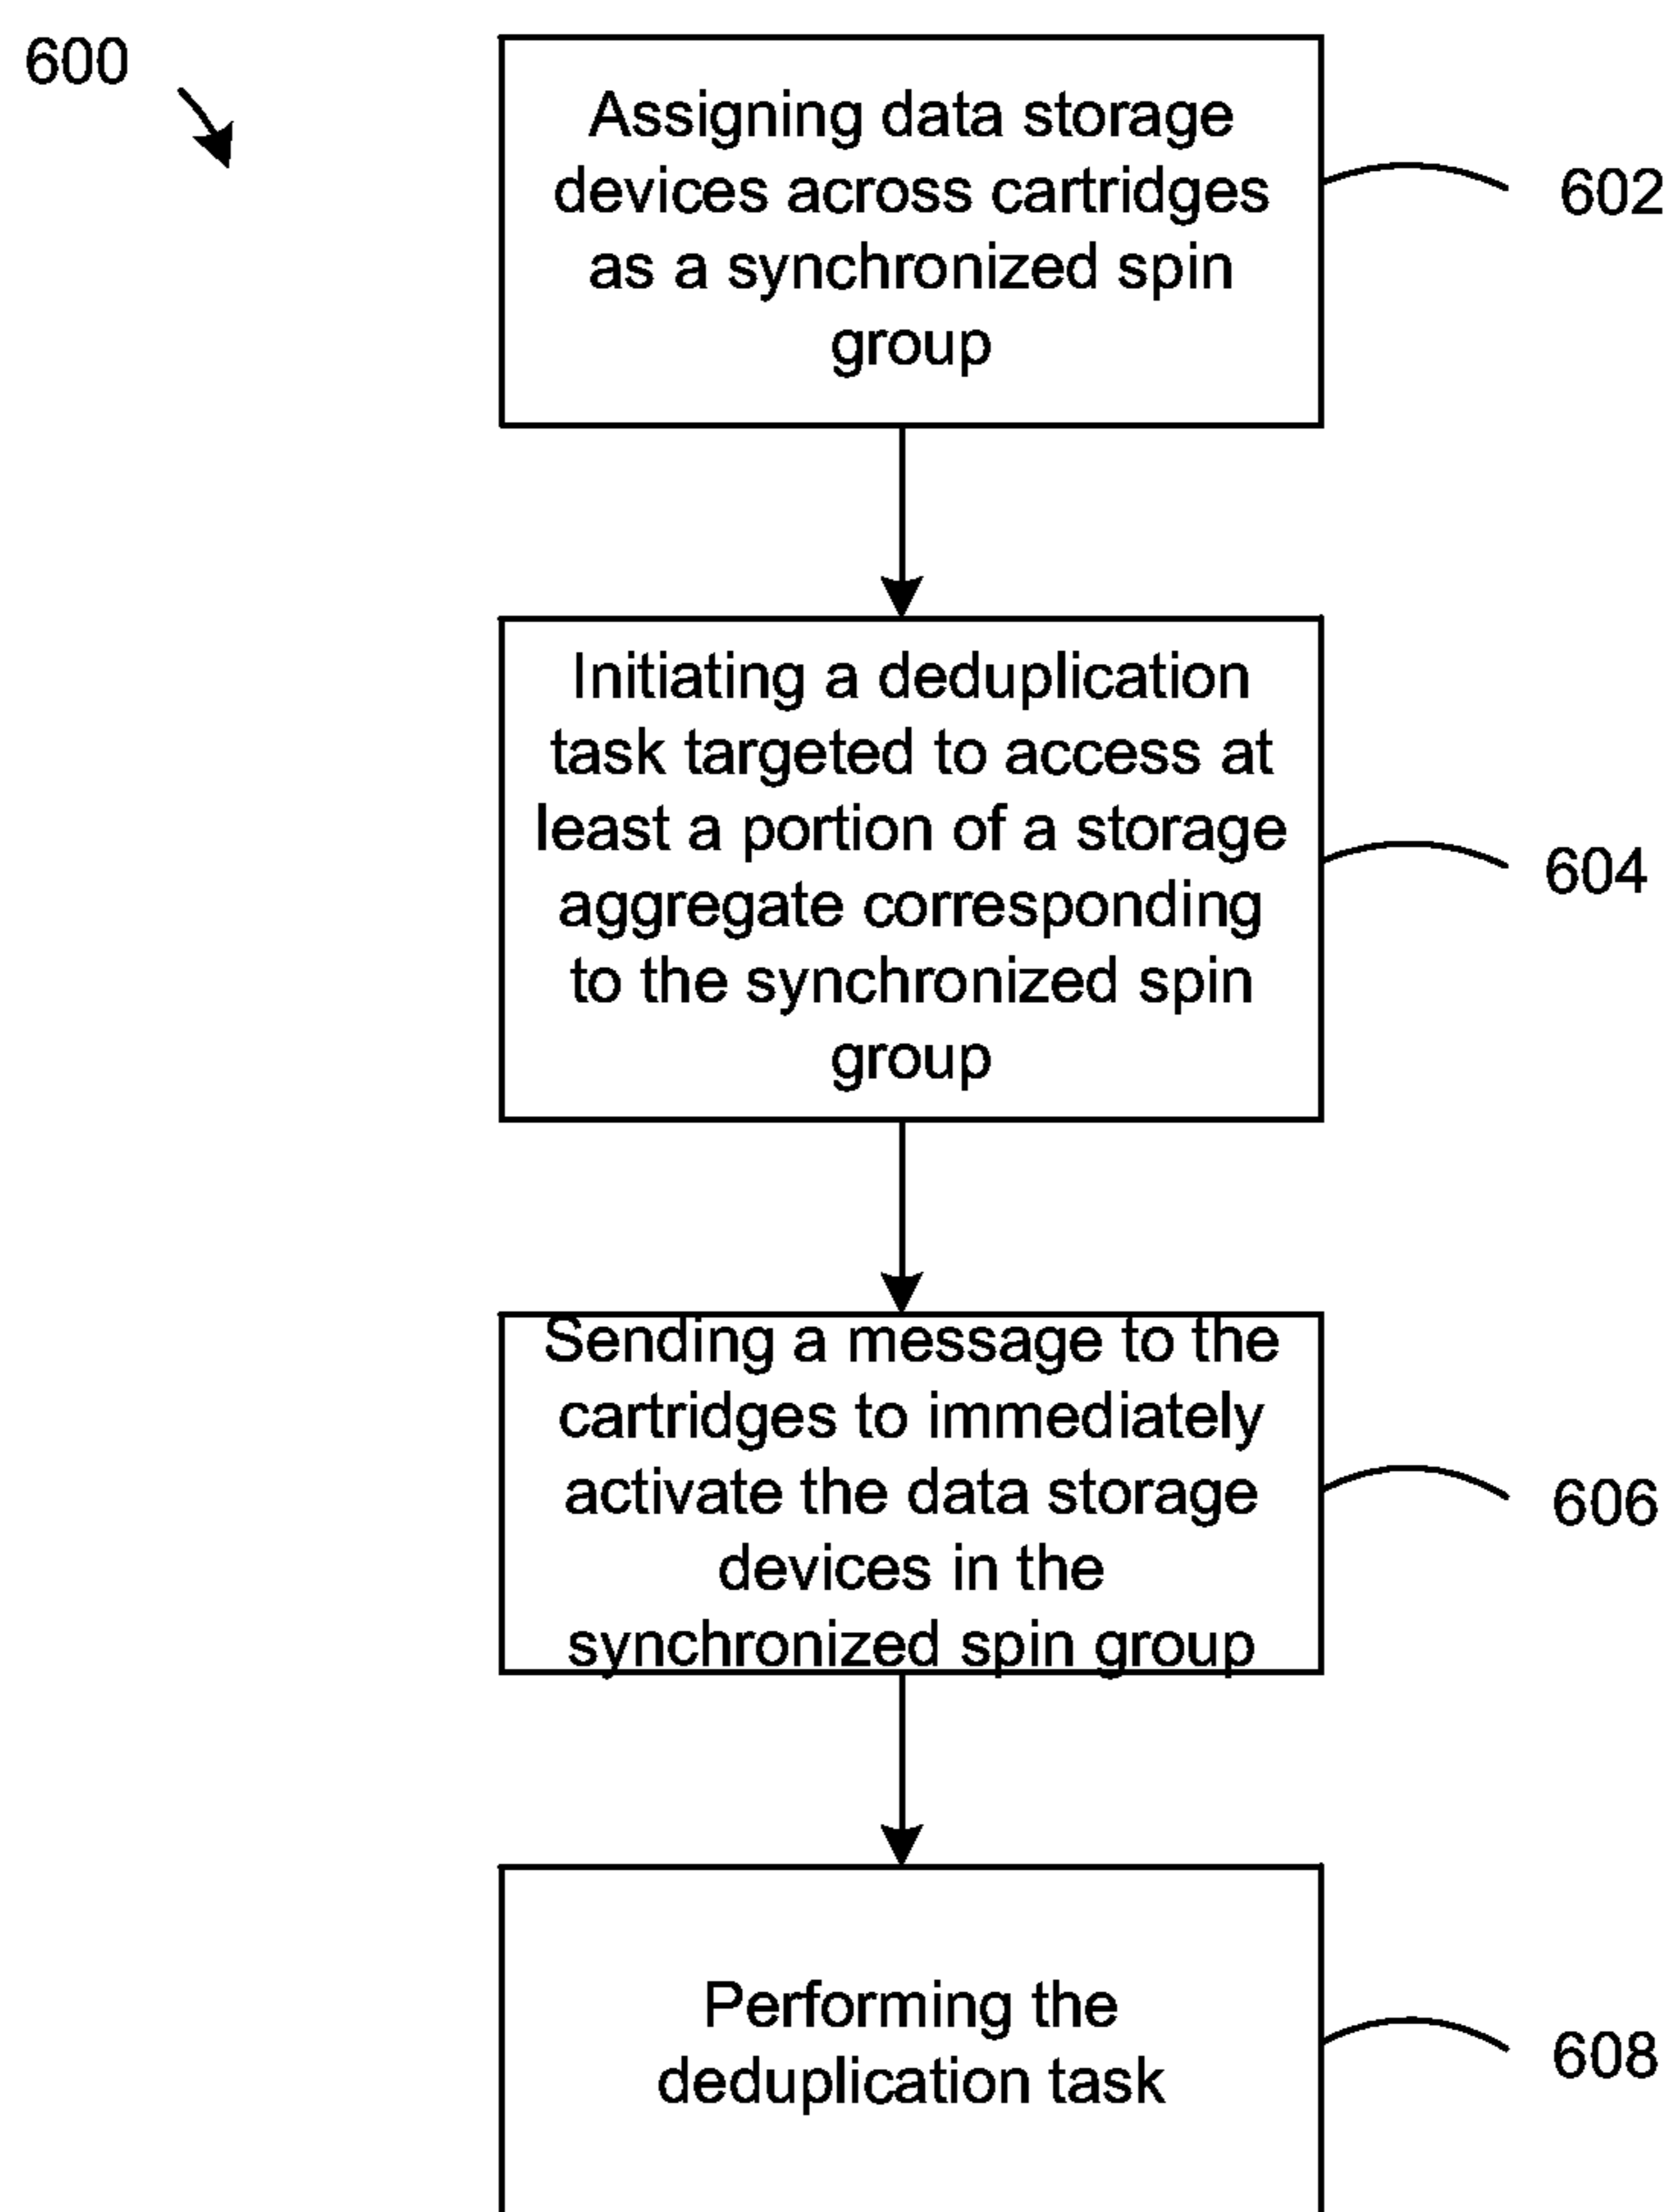 600
Assigning data storage
devices across cartridges
as a synchronized spin
group
602
Initiating a deduplication
task targeted to access at
least a portion of a storage
aggregate corresponding
to the synchronized spin
group
604
Sending a message to the
cartridges to immediately
activate the data storage
devices in the
synchronized spin group
606
Performing the
deduplication task
608